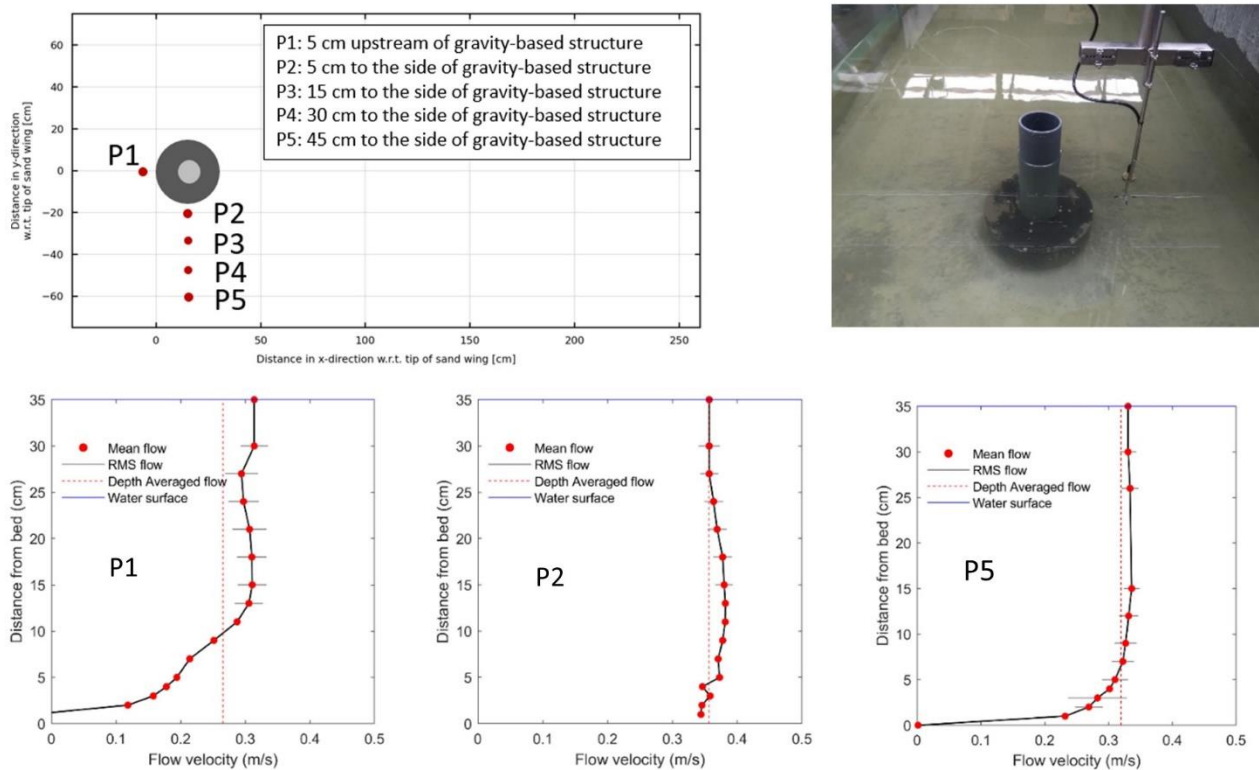 P1: 5 cm upstream of gravity-based structure
P2: 5 cm to the side of gravity-based structure
P3: 15 cm to the side of gravity-based structure
P4: 30 cm to the side of gravity-based structure
P5: 45 cm to the side of gravity-based structure
Distance in y-direction
w.r.t. tip of sand wing [cm]
60
40
20
0
−20
−40
−60
P1
P2
P3
P4
P5
0
50
100
150
200
250
Distance in x-direction w.r.t. tip of sand wing [cm]
Distance from bed (cm)
35
30
25
20
15
10
5
0
Mean flow
RMS flow
Depth Averaged flow
Water surface
P1
0
0.1
0.2
0.3
0.4
0.5
Flow velocity (m/s)
Distance from bed (cm)
35
30
25
20
15
10
5
0
Mean flow
RMS flow
Depth Averaged flow
Water surface
P2
0
0.1
0.2
0.3
0.4
0.5
Flow velocity (m/s)
Distance from bed (cm)
35
30
25
20
15
10
5
0
Mean flow
RMS flow
Depth Averaged flow
Water surface
P5
0
0.1
0.2
0.3
0.4
0.5
Flow velocity (m/s)